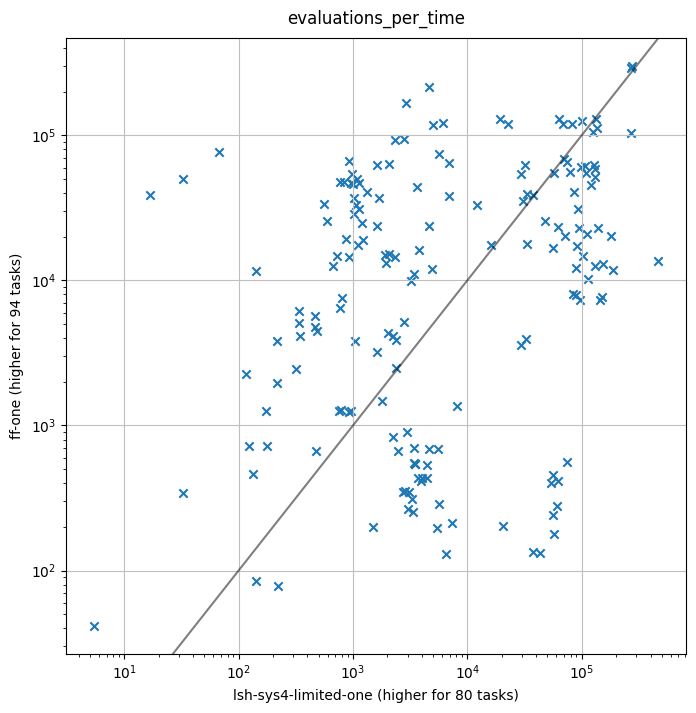 evaluations_per_time
ff-one (higher for 94 tasks)
10^5
10^4
10^3
10^2
10^1 10^2 10^3 10^4 10^5
lsh-sys4-limited-one (higher for 80 tasks)